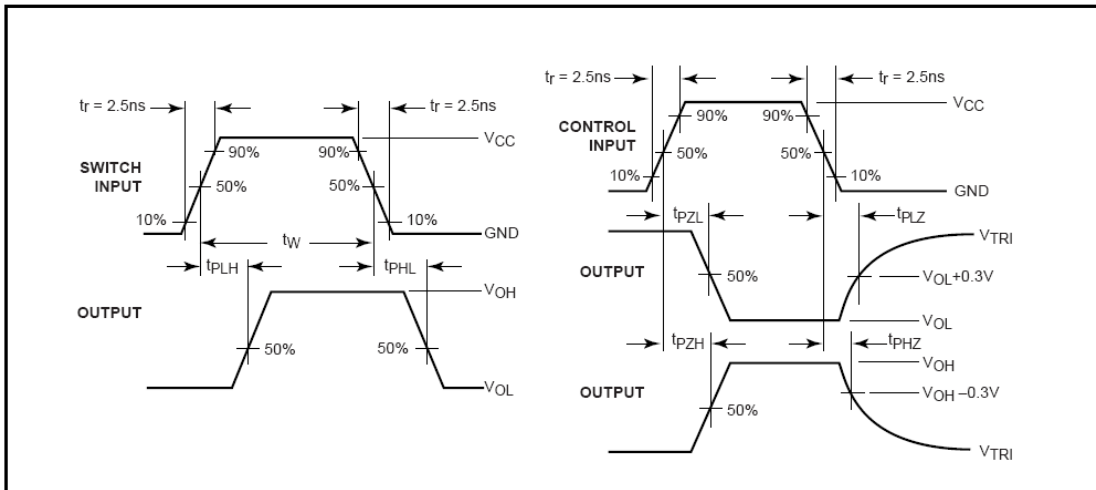 tr = 2.5ns
tr = 2.5ns
VCC
90%
90%
SWITCH
INPUT
50%
50%
10%
10%
GND
tW
tPLH
tPHL
VOH
OUTPUT
50%
50%
VOL
tr = 2.5ns
tr = 2.5ns
VCC
90%
90%
CONTROL
INPUT
50%
50%
10%
10%
GND
tPZL
tPLZ
VTRI
OUTPUT
50%
VOL+0.3V
VOL
tPZH
tPHZ
VOH
OUTPUT
VOH –0.3V
50%
VTRI